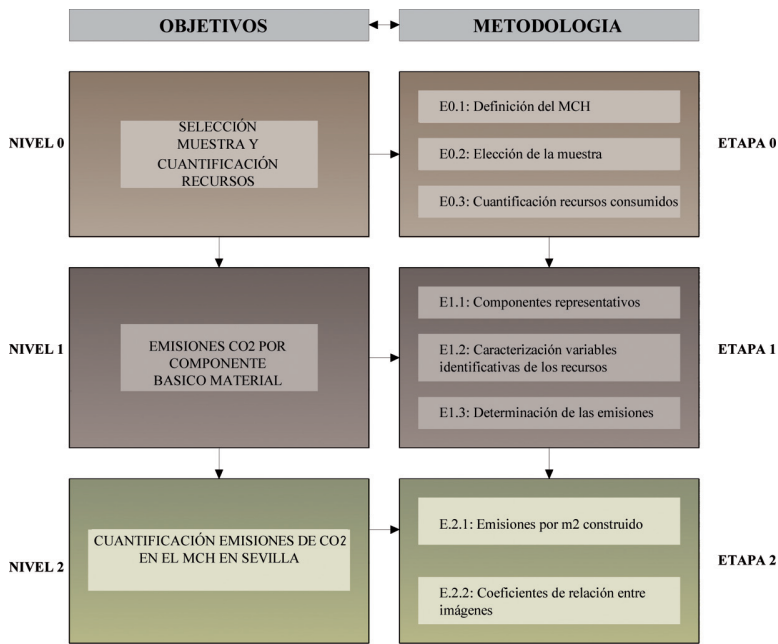 OBJETIVOS
METODOLOGIA
NIVEL 0
SELECCIÓN
MUESTRA Y
CUANTIFICACIÓN
RECURSOS
E0.1: Definición del MCH
E0.2: Elección de la muestra
E0.3: Cuantificación recursos consumidos
ETAPA 0
NIVEL 1
EMISIONES CO2 POR
COMPONENTE
BASICO MATERIAL
E1.1: Componentes representativos
E1.2: Caracterización variables
identificativas de los recursos
E1.3: Determinación de las emisiones
ETAPA 1
NIVEL 2
CUANTIFICACIÓN EMISIONES DE CO2
EN EL MCH EN SEVILLA
E.2.1: Emisiones por m2 construido
E.2.2: Coeficientes de relación entre
imágenes
ETAPA 2